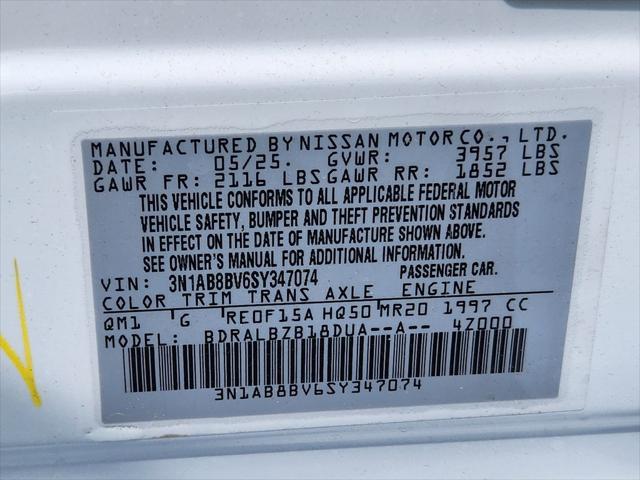 MANUFACTURED BY NISSAN MOTOR CO., LTD.
DATE: 05/25. GVWR: 3957 LBS
GAWR FR: 2116 LBS GAWR RR: 1852 LBS
THIS VEHICLE CONFORMS TO ALL APPLICABLE FEDERAL MOTOR
VEHICLE SAFETY, BUMPER AND THEFT PREVENTION STANDARDS
IN EFFECT ON THE DATE OF MANUFACTURE SHOWN ABOVE.
SEE OWNER'S MANUAL FOR ADDITIONAL INFORMATION.
VIN: 3N1AB8BV6SY347074 PASSENGER CAR.
COLOR TRIM TRANS AXLE ENGINE
QM1 G RE0F15A HQ50 MR20 1997 CC
MODEL: BDRALBZB18DUA--A-- 4Z000
3N1AB8BV6SY347074